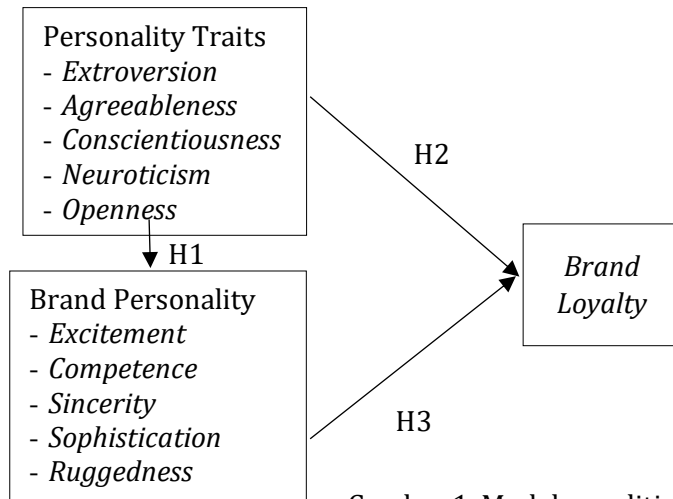 Personality Traits
- Extroversion
- Agreeableness
- Conscientiousness
- Neuroticism
- Openness
H2
H1
Brand
Loyalty
Brand Personality
- Excitement
- Competence
- Sincerity
- Sophistication
- Ruggedness
H3